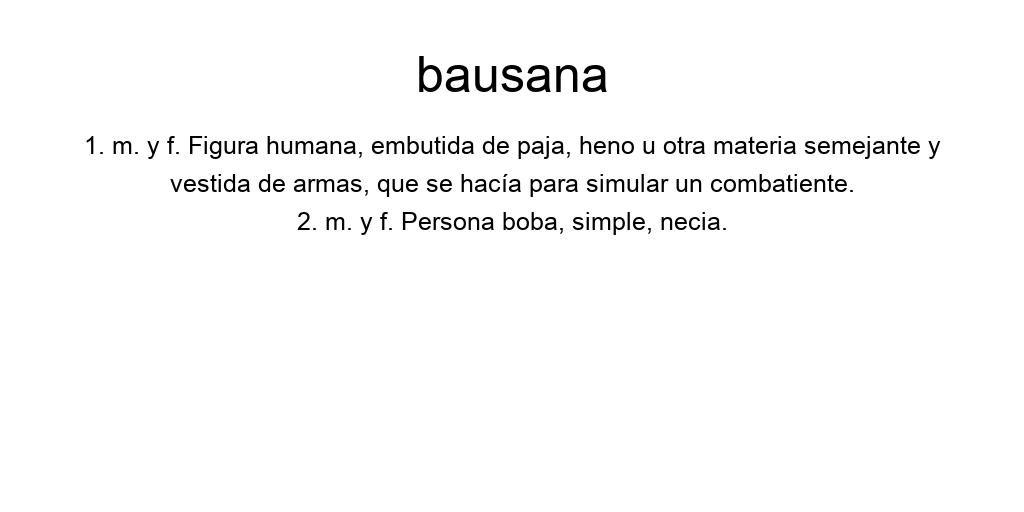 bausana
1. m. y f. Figura humana, embutida de paja, heno u otra materia semejante y
vestida de armas, que se hacía para simular un combatiente.
2. m. y f. Persona boba, simple, necia.